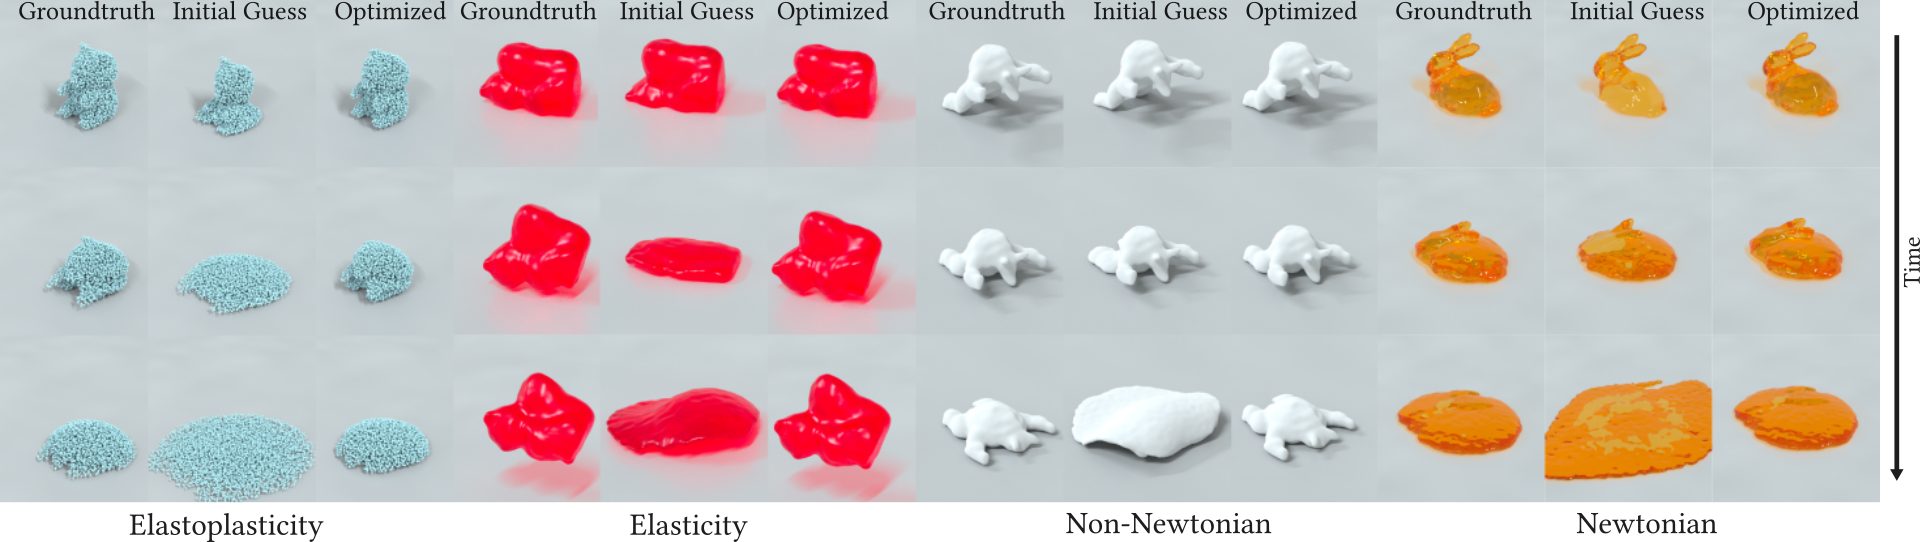 Groundtruth Initial Guess Optimized Groundtruth Initial Guess Optimized Groundtruth Initial Guess Optimized Groundtruth Initial Guess Optimized
Time
Elastoplasticity Elasticity Non-Newtonian Newtonian